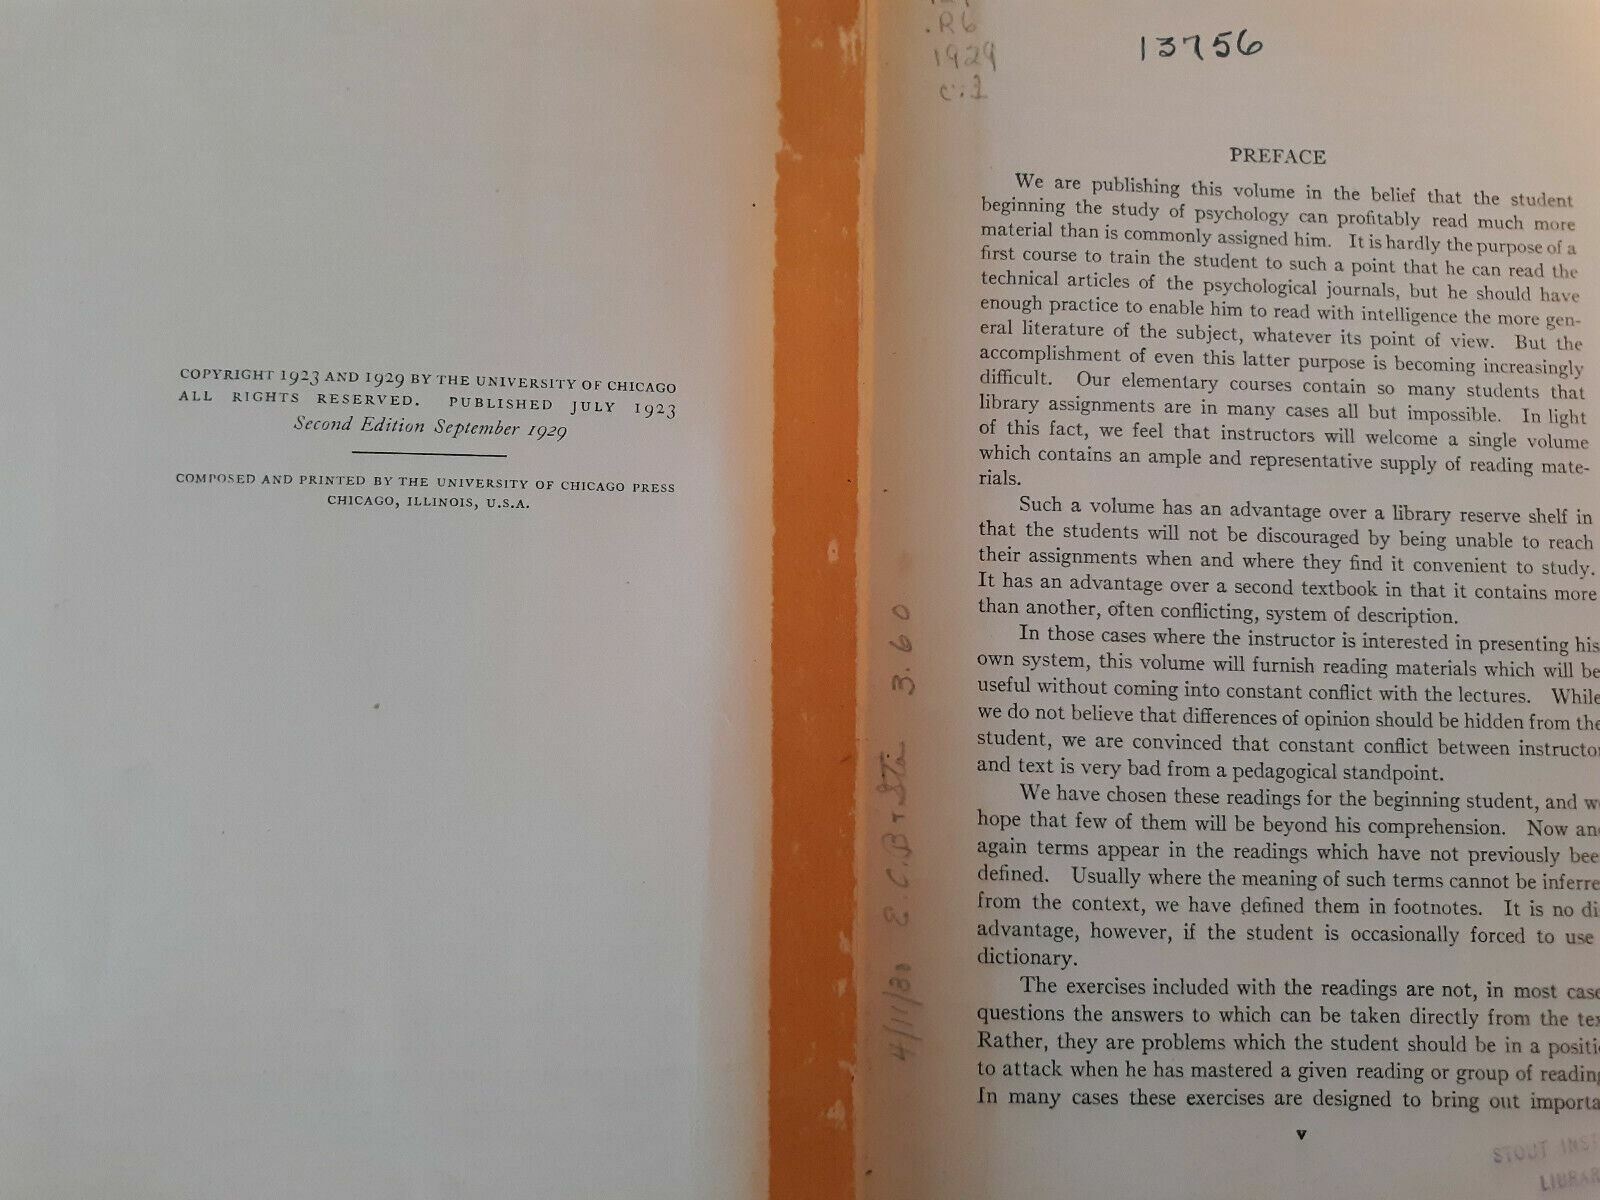 COPYRIGHT 1923 AND 1929 BY THE UNIVERSITY OF CHICAGO
ALL RIGHTS RESERVED. PUBLISHED JULY 1923
Second Edition September 1929
COMPOSED AND PRINTED BY THE UNIVERSITY OF CHICAGO PRESS
CHICAGO, ILLINOIS, U.S.A.
.R6
1929
c.1
13756
4/11/30 E.C.B+ 3.60
PREFACE
We are publishing this volume in the belief that the student
beginning the study of psychology can profitably read much more
material than is commonly assigned him. It is hardly the purpose of a
first course to train the student to such a point that he can read the
technical articles of the psychological journals, but he should have
enough practice to enable him to read with intelligence the more gen-
eral literature of the subject, whatever its point of view. But the
accomplishment of even this latter purpose is becoming increasingly
difficult. Our elementary courses contain so many students that
library assignments are in many cases all but impossible. In light
of this fact, we feel that instructors will welcome a single volume
which contains an ample and representative supply of reading mate-
rials.
Such a volume has an advantage over a library reserve shelf in
that the students will not be discouraged by being unable to reach
their assignments when and where they find it convenient to study.
It has an advantage over a second textbook in that it contains more
than another, often conflicting, system of description.
In those cases where the instructor is interested in presenting his
own system, this volume will furnish reading materials which will be
useful without coming into constant conflict with the lectures. While
we do not believe that differences of opinion should be hidden from the
student, we are convinced that constant conflict between instructor
and text is very bad from a pedagogical standpoint.
We have chosen these readings for the beginning student, and we
hope that few of them will be beyond his comprehension. Now and
again terms appear in the readings which have not previously bee
defined. Usually where the meaning of such terms cannot be inferre
from the context, we have defined them in footnotes. It is no di
advantage, however, if the student is occasionally forced to use
dictionary.
The exercises included with the readings are not, in most case
questions the answers to which can be taken directly from the tex
Rather, they are problems which the student should be in a positi
to attack when he has mastered a given reading or group of reading
In many cases these exercises are designed to bring out importa
v
STOUT INST
LIBRAR